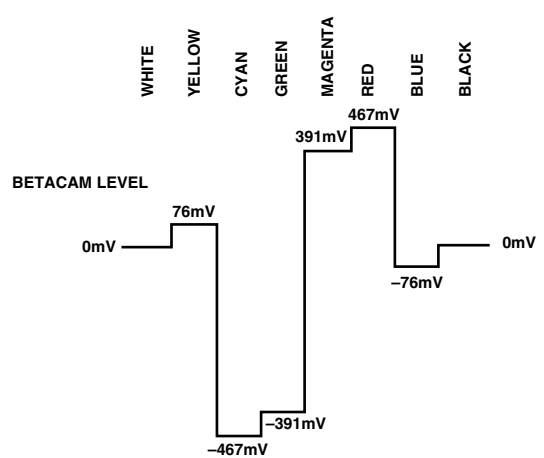 WHITE
YELLOW
CYAN
GREEN
MAGENTA
RED
BLUE
BLACK
467mV
391mV
BETACAM LEVEL
76mV
0mV
0mV
–76mV
–391mV
–467mV